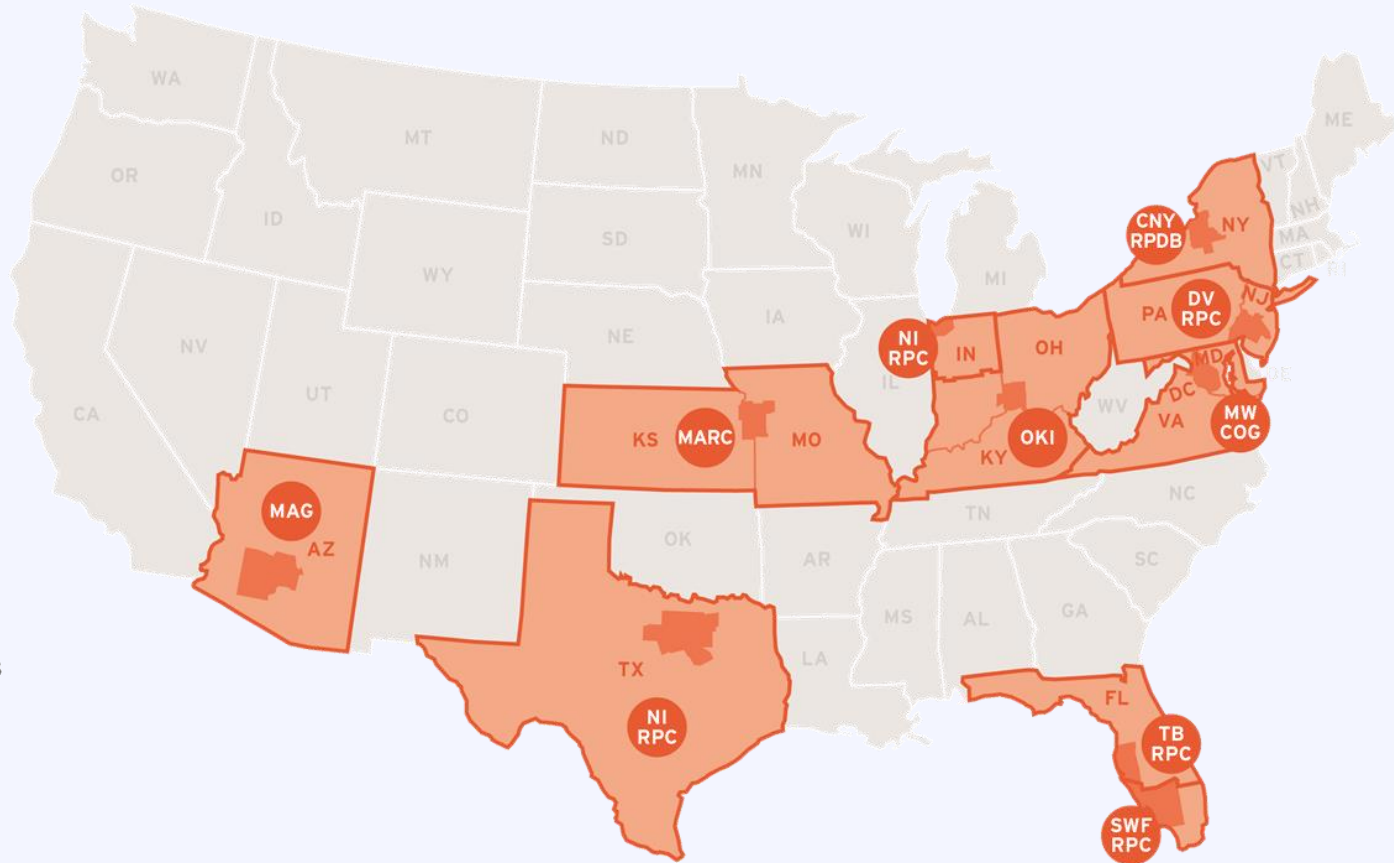 WA
MT
ND
MN
ME
OR
ID
SD
WI
VT
NH
WY
MI
NY
MA
CNY
RPDB
CT
RI
NV
UT
CO
NE
IA
NI
RPC
IL
IN
OH
PA
DV
RPC
NJ
MD
DE
CA
KS
MARC
MO
WV
DC
VA
MW
COG
OKI
KY
MAG
AZ
NM
OK
AR
TN
NC
SC
MS
AL
GA
LA
TX
NI
RPC
FL
TB
RPC
SWF
RPC